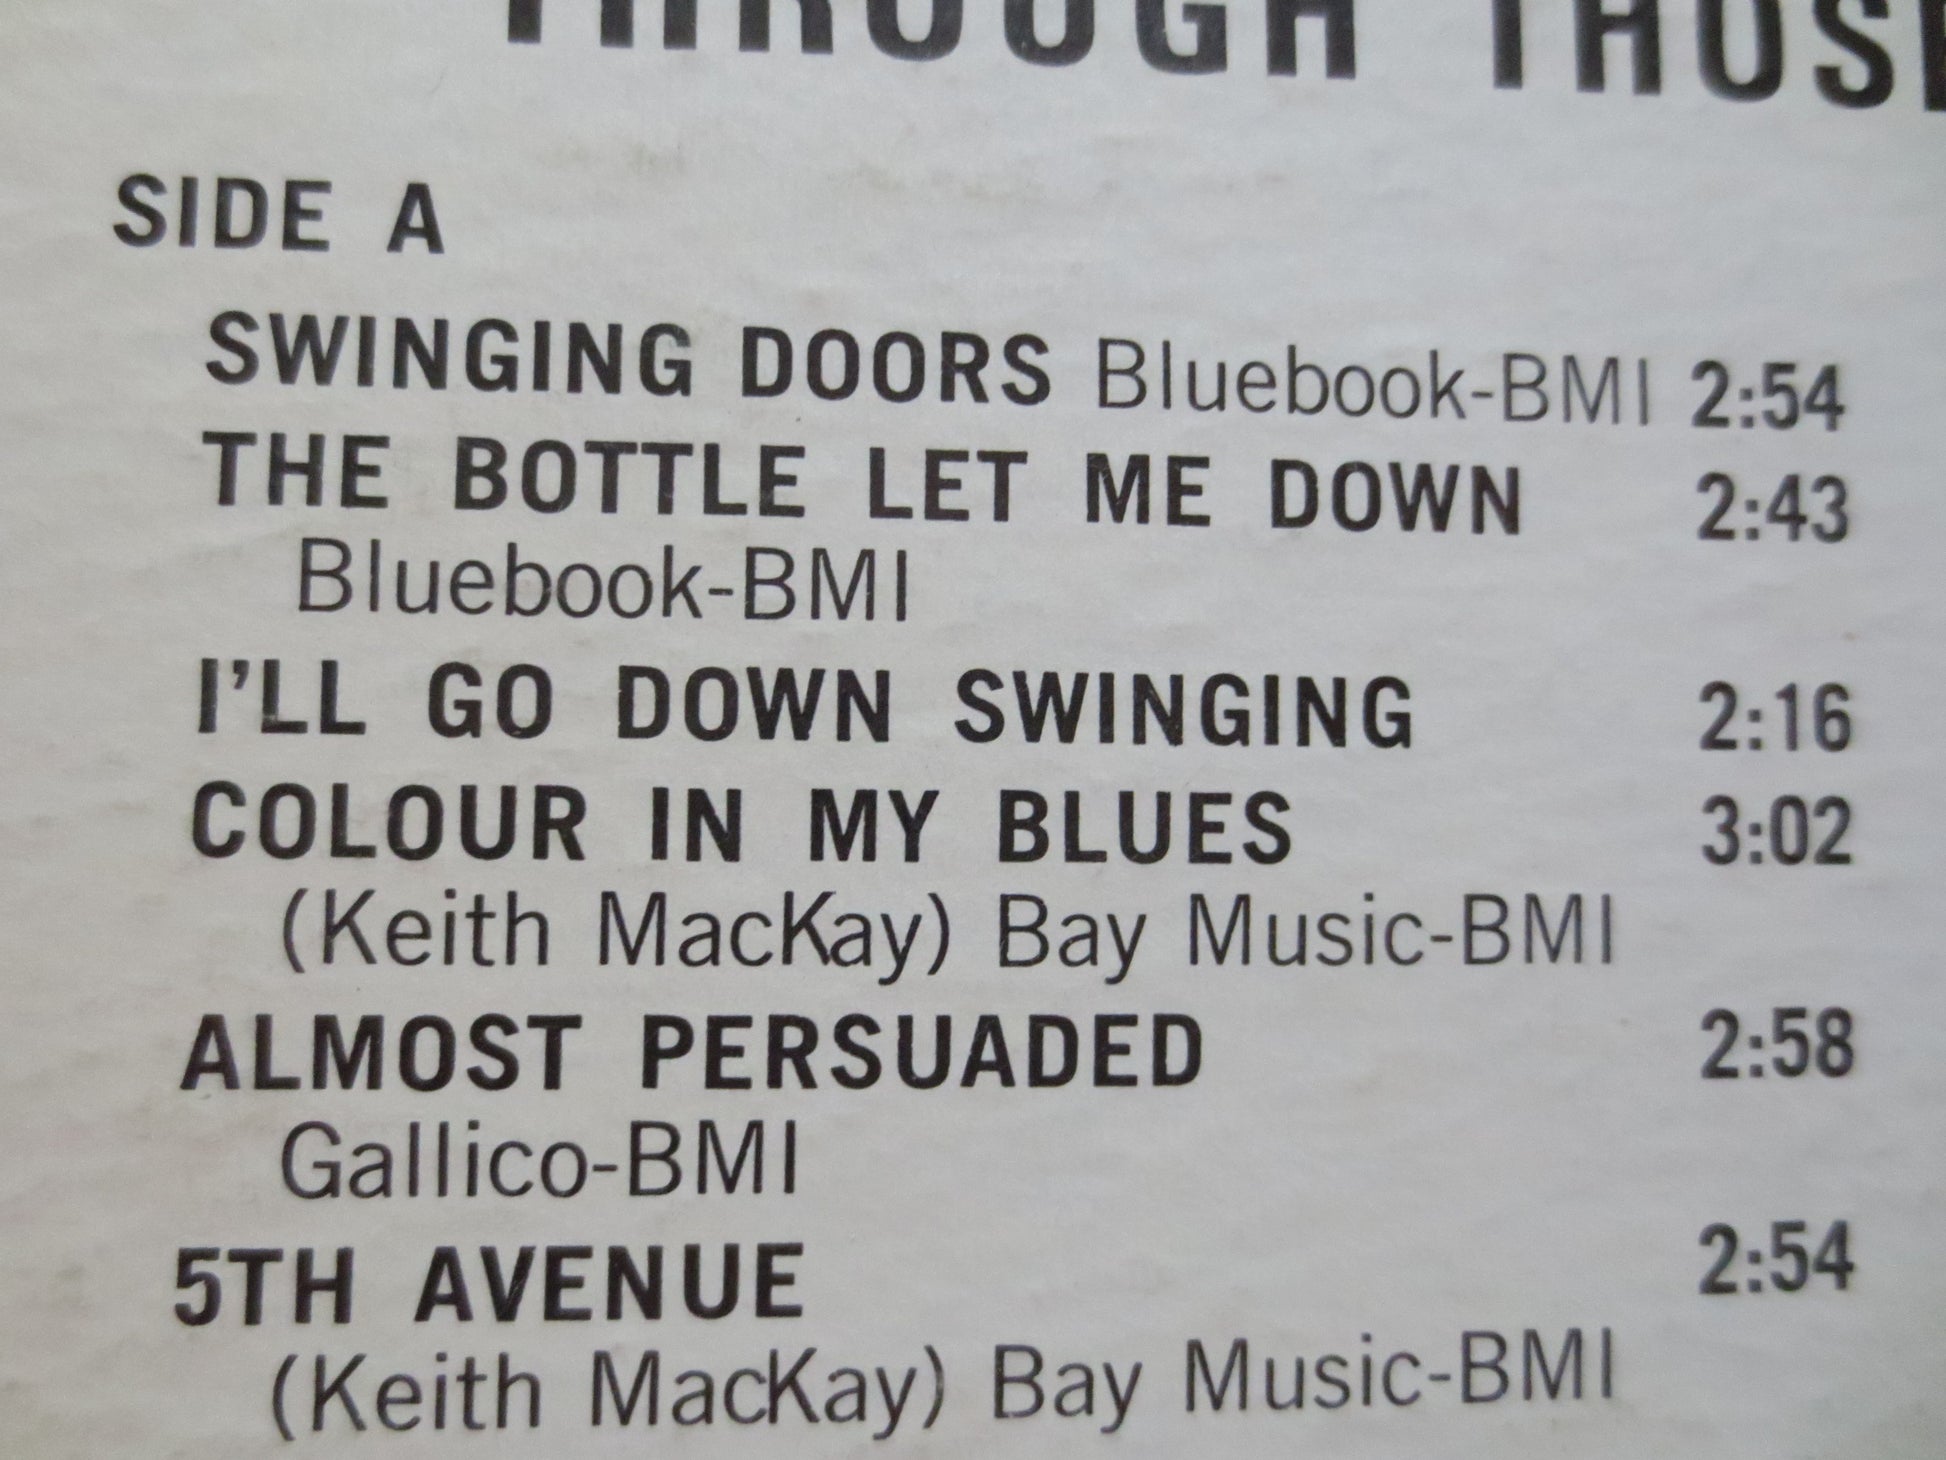 THROUGH THOSE
SIDE A
SWINGING DOORS Bluebook-BMI 2:54
THE BOTTLE LET ME DOWN 2:43
Bluebook-BMI
I'LL GO DOWN SWINGING 2:16
COLOUR IN MY BLUES 3:02
(Keith MacKay) Bay Music-BMI
ALMOST PERSUADED 2:58
Gallico-BMI
5TH AVENUE 2:54
(Keith MacKay) Bay Music-BMI